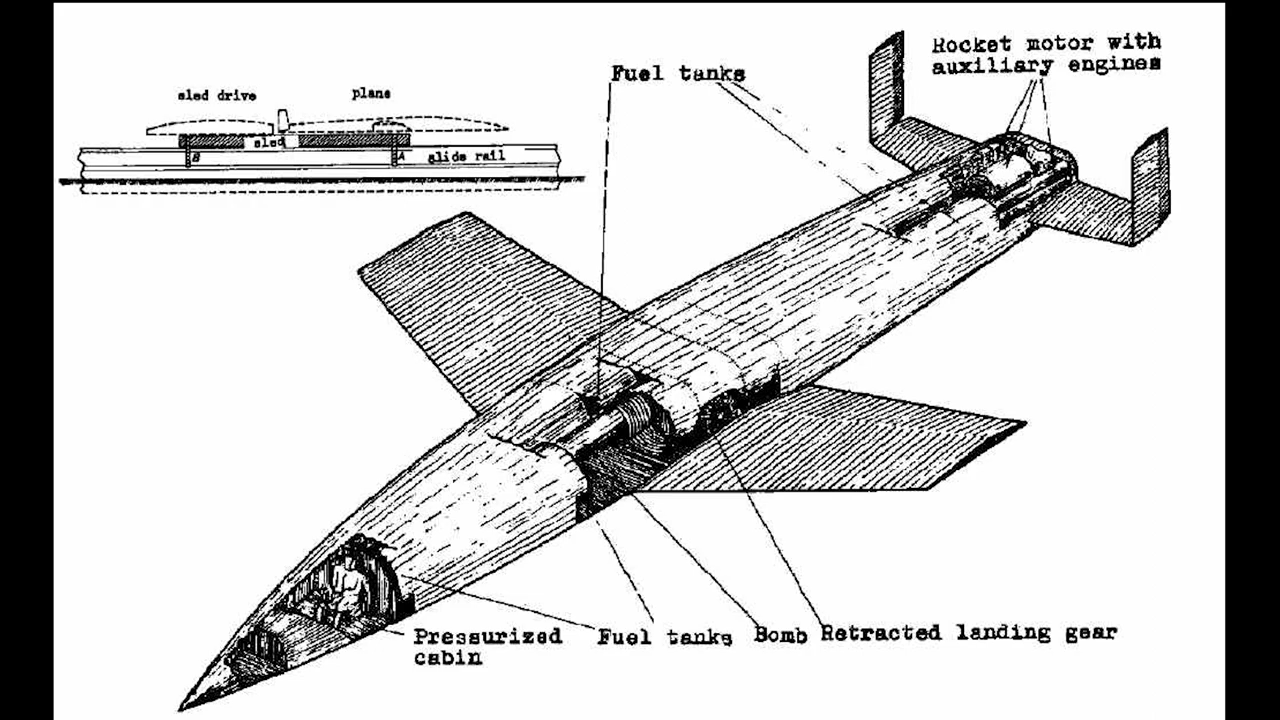 Rocket motor with
auxiliary engines
Fuel tanks
sled drive
plane
sled
B
A
glide rail
Pressurized
cabin
Fuel tanks
Bomb
Retracted landing gear